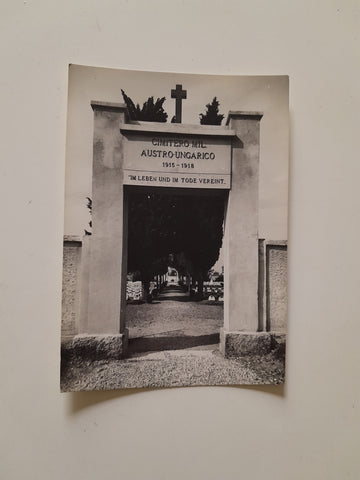 CIMITERO MIL.
AUSTRO-UNGARICO
1915 - 1918
"IM LEBEN UND IM TODE VEREINT"